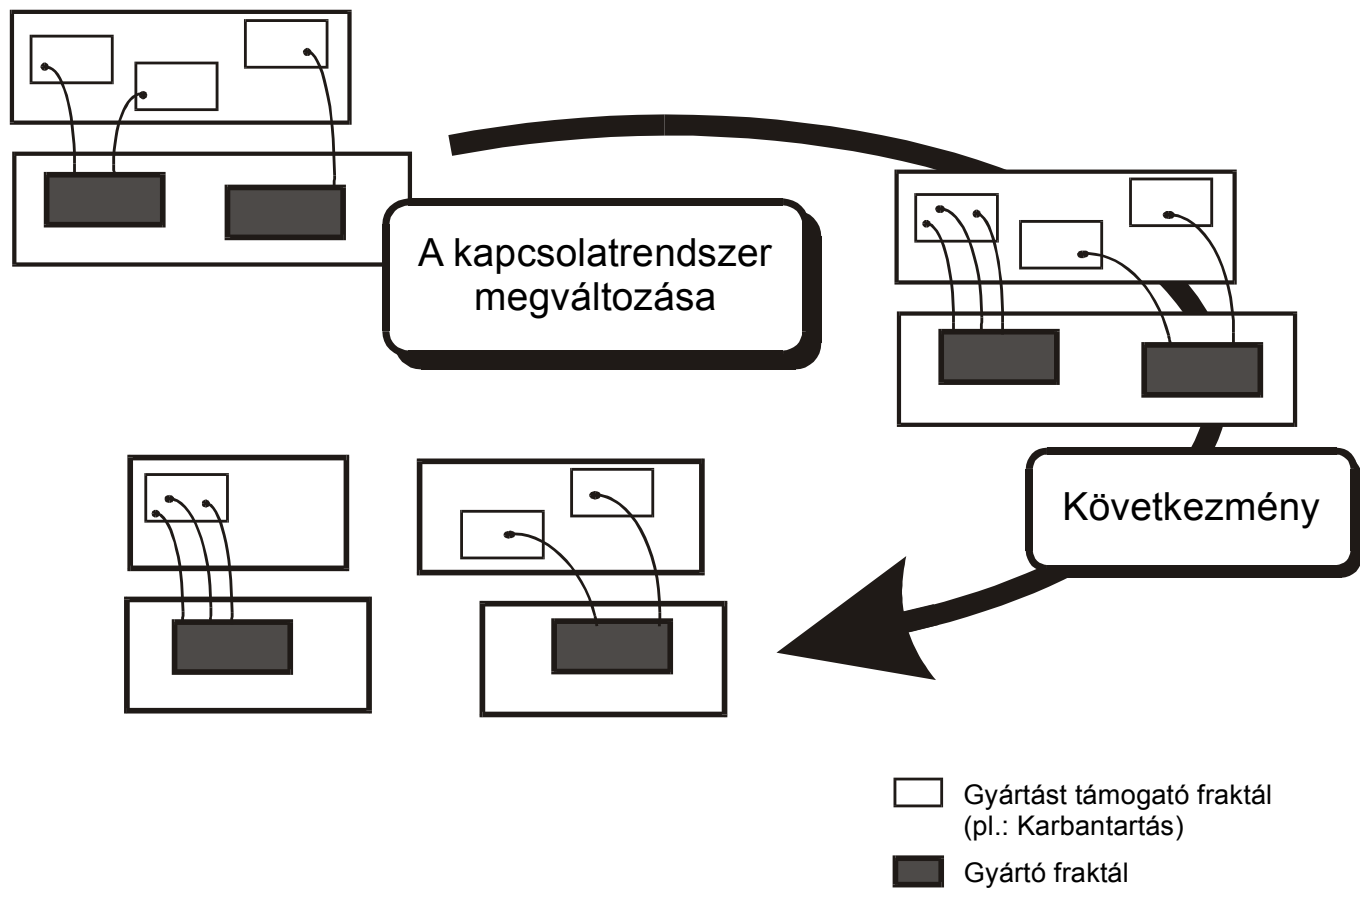 A kapcsolatrendszer
megváltozása
Következmény
Gyártást támogató fraktál
(pl.: Karbantartás)
Gyártó fraktál